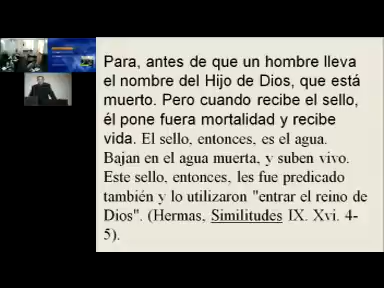 Para, antes de que un hombre lleva
el nombre del Hijo de Dios, que está
muerto. Pero cuando recibe el sello,
él pone fuera mortalidad y recibe
vida. El sello, entonces, es el agua.
Bajan en el agua muerta, y suben vivo.
Este sello, entonces, les fue predicado
también y lo utilizaron "entrar el reino de
Dios". (Hermas, Similitudes IX. Xvi. 4-
5).